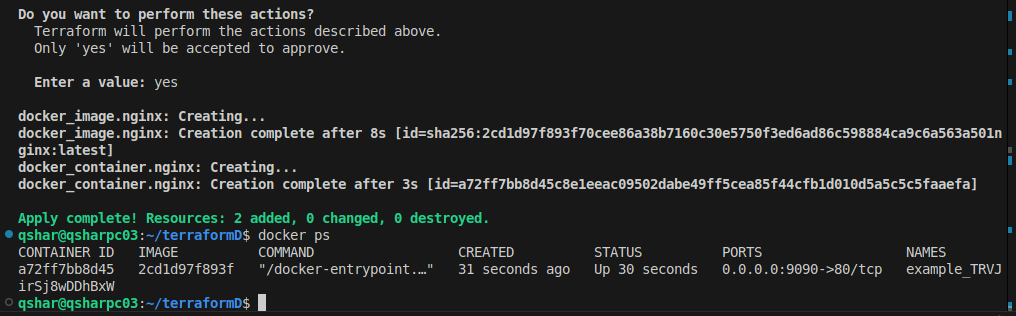 Do you want to perform these actions?
  Terraform will perform the actions described above.
  Only 'yes' will be accepted to approve.

  Enter a value: yes

docker_image.nginx: Creating...
docker_image.nginx: Creation complete after 8s [id=sha256:2cd1d97f893f70cee86a38b7160c30e5750f3ed6ad86c598884ca9c6a563a501n
ginx:latest]
docker_container.nginx: Creating...
docker_container.nginx: Creation complete after 3s [id=a72ff7bb8d45c8e1eeac09502dabe49ff5cea85f44cfb1d010d5a5c5c5faaefa]

Apply complete! Resources: 2 added, 0 changed, 0 destroyed.
qshar@qsharpc03:~/terraformD$ docker ps
CONTAINER ID   IMAGE          COMMAND                  CREATED          STATUS          PORTS                  NAMES
a72ff7bb8d45   2cd1d97f893f   "/docker-entrypoint.…"   31 seconds ago   Up 30 seconds   0.0.0.0:9090->80/tcp   example_TRVJ
irSj8wDDhBxW
qshar@qsharpc03:~/terraformD$